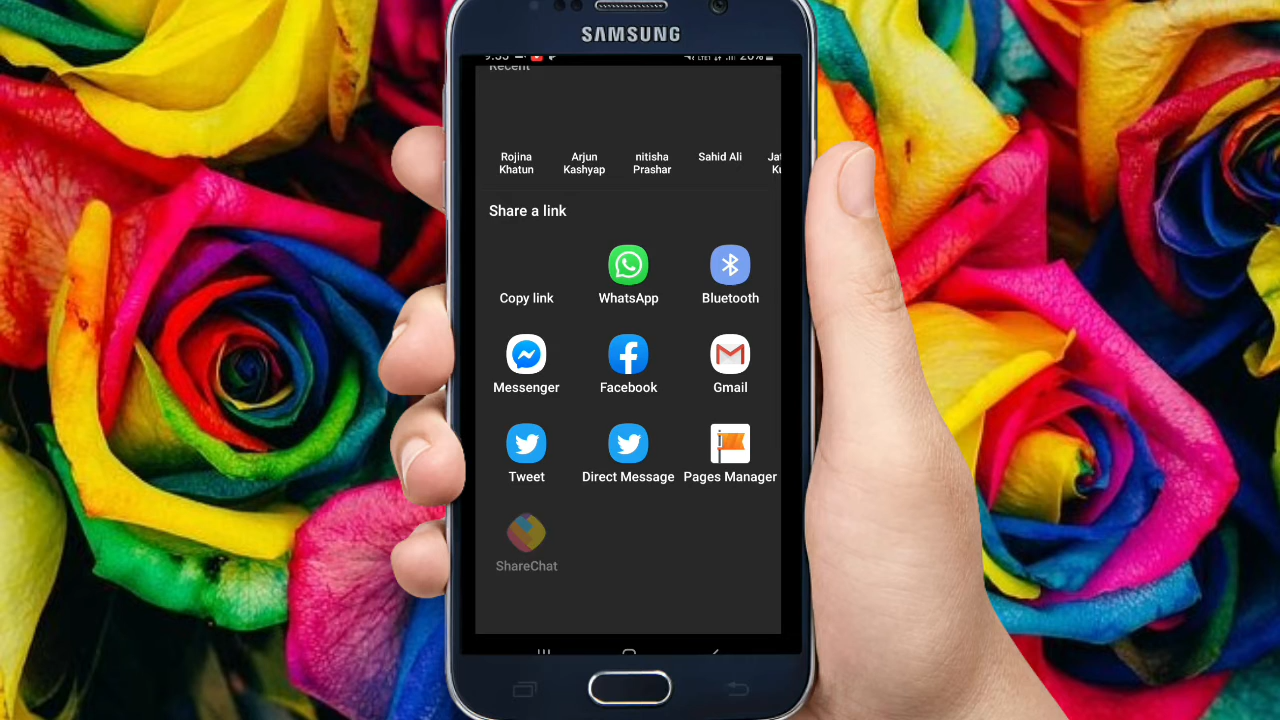 SAMSUNG
Recent
Rojina Khatun
Arjun Kashyap
nitisha Prashar
Sahid Ali
Share a link
Copy link
WhatsApp
Bluetooth
Messenger
Facebook
Gmail
Tweet
Direct Message
Pages Manager
ShareChat